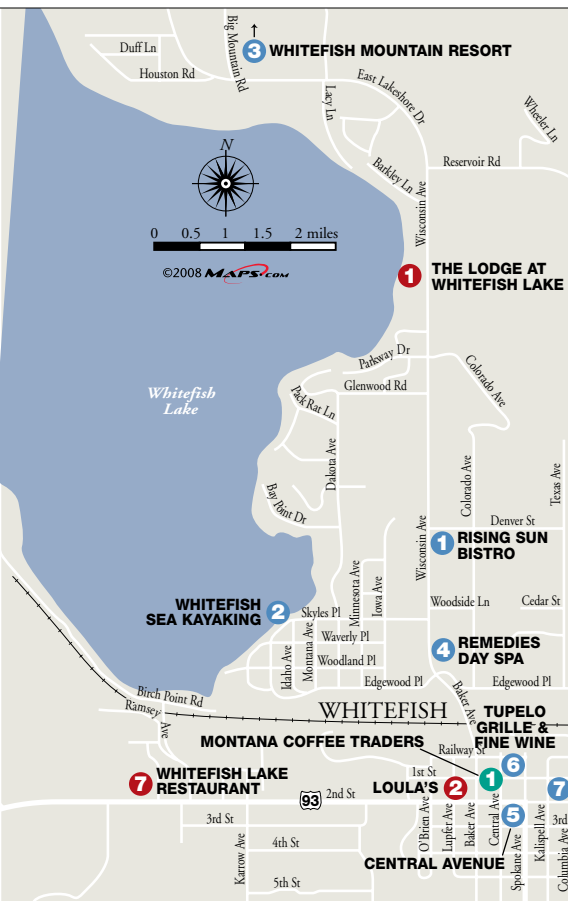 ↑
3 WHITEFISH MOUNTAIN RESORT
Big Mountain Rd
Duff Ln
Houston Rd
Lacy Ln
East Lakeshore Dr
Wheeler Ln
Reservoir Rd
Barkley Ln
Wisconsin Ave
N
0 0.5 1 1.5 2 miles
©2008 MAPS.COM
1 THE LODGE AT
WHITEFISH LAKE
Parkway Dr
Glenwood Rd
Pack Rat Ln
Colorado Ave
Whitefish
Lake
Dakota Ave
Colorado Ave
Texas Ave
Bay Point Dr
Denver St
Wisconsin Ave
1 RISING SUN
BISTRO
Minnesota Ave
Iowa Ave
Woodside Ln
Cedar St
WHITEFISH
SEA KAYAKING 2
Skyles Pl
Waverly Pl
Woodland Pl
Idaho Ave
Montana Ave
4 REMEDIES
DAY SPA
Edgewood Pl
Edgewood Pl
Birch Point Rd
Ramsey Ave
WHITEFISH
Baker Ave
TUPELO
GRILLE &
FINE WINE
6
MONTANA COFFEE TRADERS
1
Railway St
7 WHITEFISH LAKE
RESTAURANT
1st St
LOULA'S 2
7
93
2nd St
3rd St
3rd
4th St
5th St
Karrow Ave
O'Brien Ave
Lupfer Ave
Baker Ave
Central Ave
5
Spokane Ave
Kalispell Ave
Columbia Ave
CENTRAL AVENUE